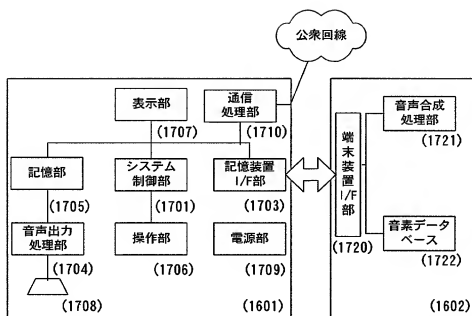 公衆回線
表示部
(1707)
通信
処理部
(1710)
記憶部
(1705)
システム
制御部
(1701)
記憶装置
I/F部
(1703)
音声出力
処理部
(1704)
操作部
(1706)
電源部
(1709)
(1708)
(1601)
端末装置I/F部
(1720)
音声合成
処理部
(1721)
音素データ
ベース
(1722)
(1602)